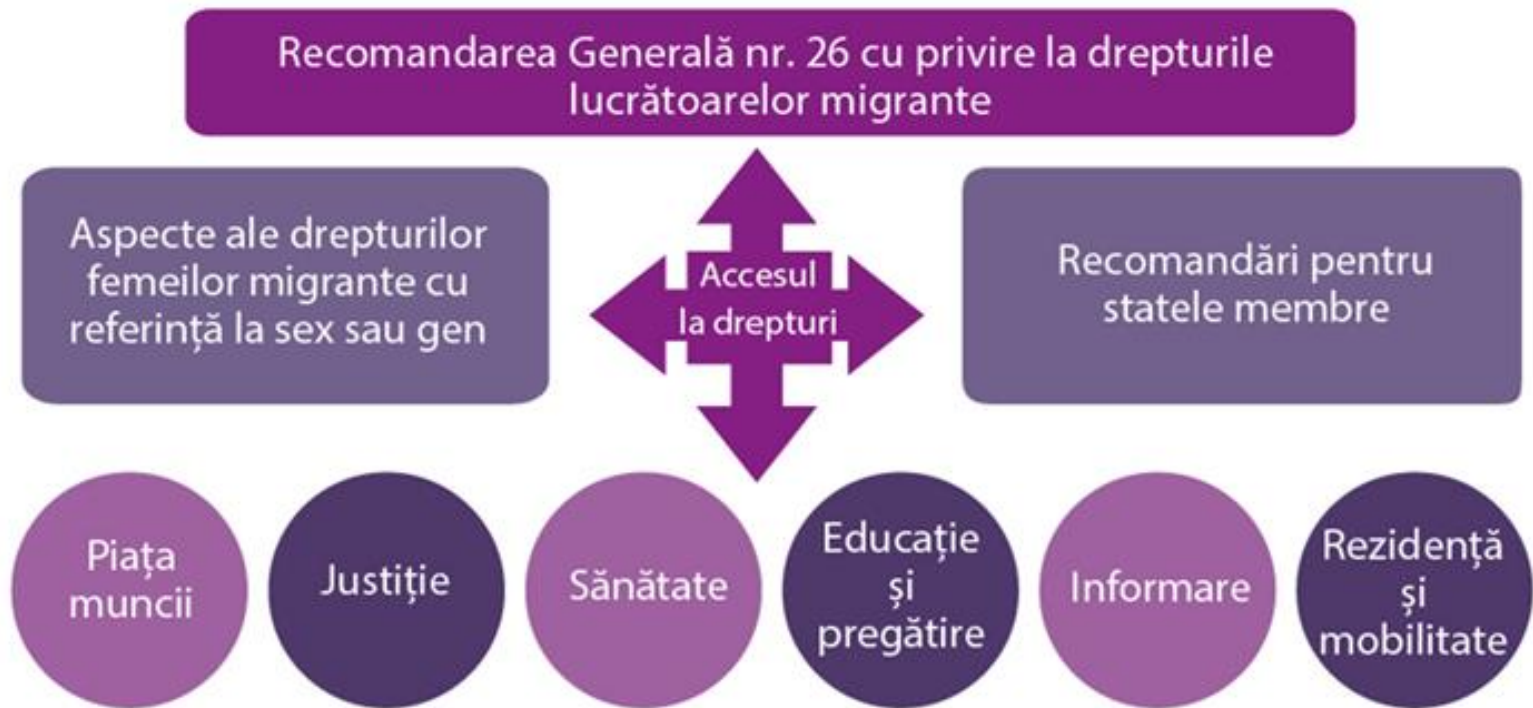 Recomandarea Generală nr. 26 cu privire la drepturile
lucrătoarelor migrante
Aspecte ale drepturilor
femeilor migrante cu
referință la sex sau gen
Accesul
la drepturi
Recomandări pentru
statele membre
Piața
muncii
Justiție
Sănătate
Educație
și
pregătire
Informare
Rezidență
și
mobilitate